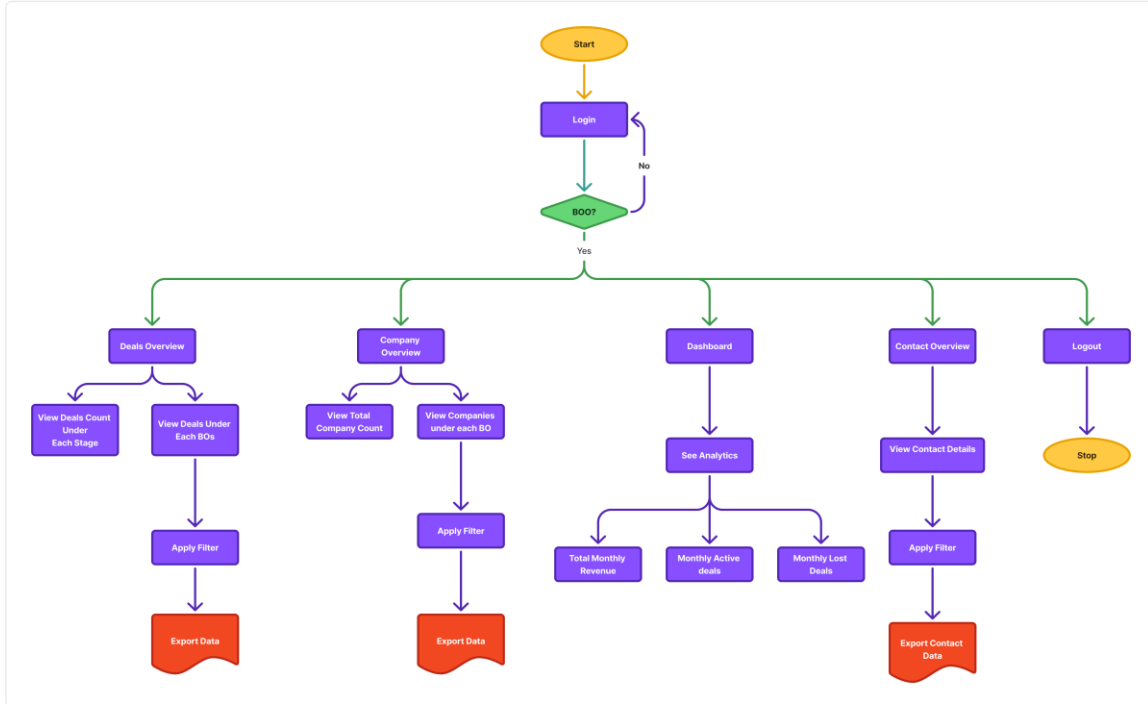 Start
Login
No
BOO?
Yes
Deals Overview
Company
Overview
Dashboard
Contact Overview
Logout
View Deals Count
Under
Each Stage
View Deals Under
Each BOs
View Total
Company Count
View Companies
under each BO
See Analytics
View Contact Details
Stop
Apply Filter
Apply Filter
Total Monthly
Revenue
Monthly Active
deals
Monthly Lost
Deals
Apply Filter
Export Data
Export Data
Export Contact
Data